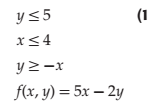 y ≤ 5 (1
x ≤ 4
y ≥ −x
f(x, y) = 5x − 2y